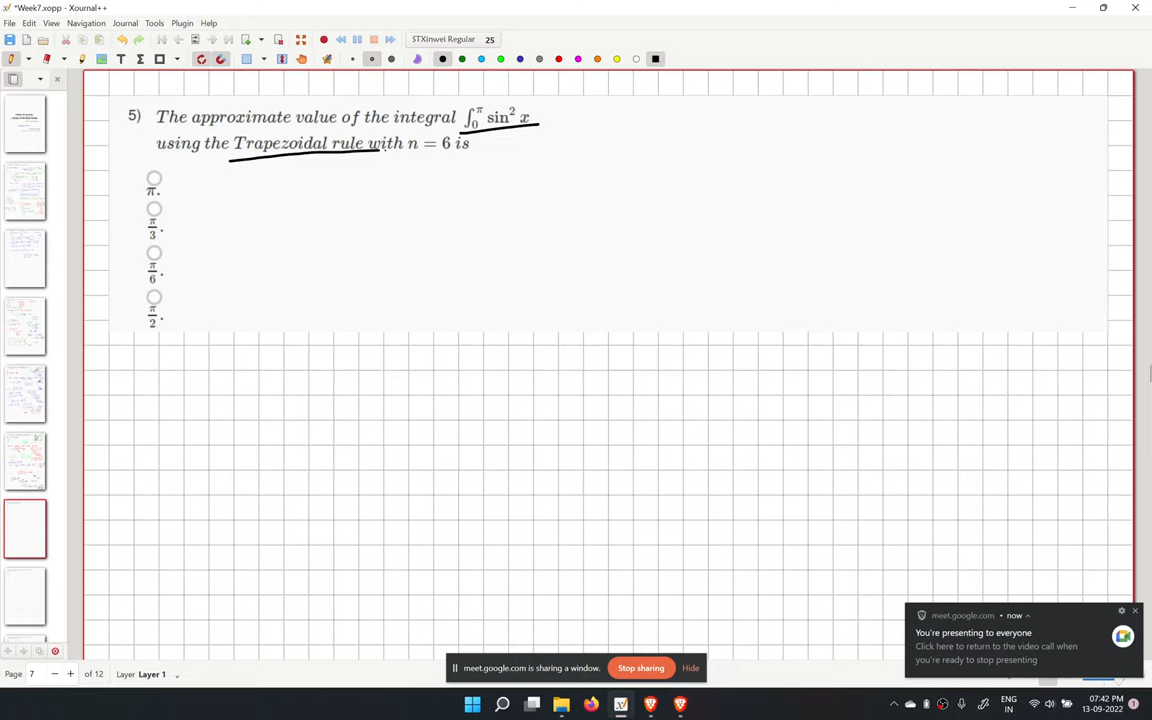 *Week7.xopp - Xournal++
File Edit View Navigation Journal Tools Plugin Help
STXinwei Regular 25
5) The approximate value of the integral ∫₀^π sin² x
using the Trapezoidal rule with n = 6 is
π.
π/3.
π/6.
π/2.
meet.google.com • now
You're presenting to everyone
Click here to return to the video call when
you're ready to stop presenting
meet.google.com is sharing a window. Stop sharing Hide
Page 7 of 12 Layer Layer 1
ENG
IN
07:42 PM
13-09-2022